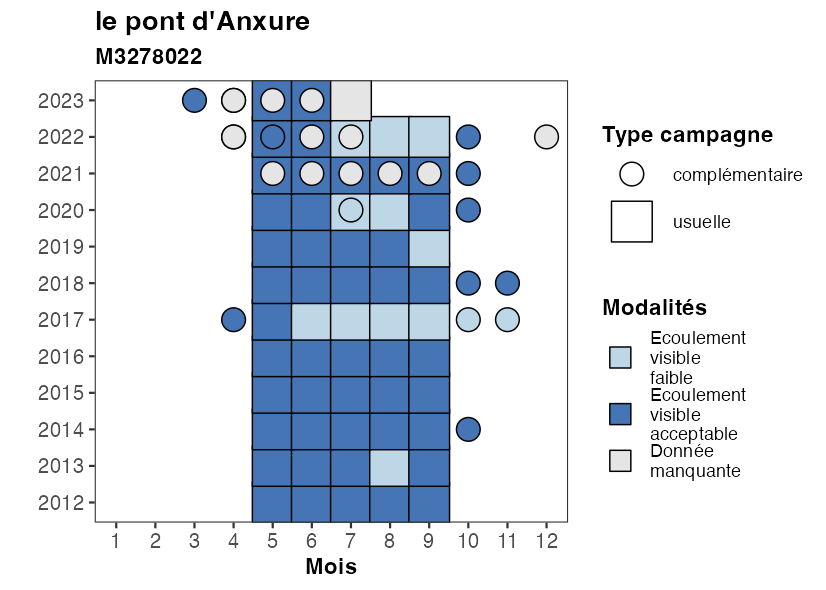 le pont d'Anxure
M3278022
2023
2022
2021
2020
2019
2018
2017
2016
2015
2014
2013
2012
1 2 3 4 5 6 7 8 9 10 11 12
Mois
Type campagne
complémentaire
usuelle
Modalités
Ecoulement
visible
faible
Ecoulement
visible
acceptable
Donnée
manquante